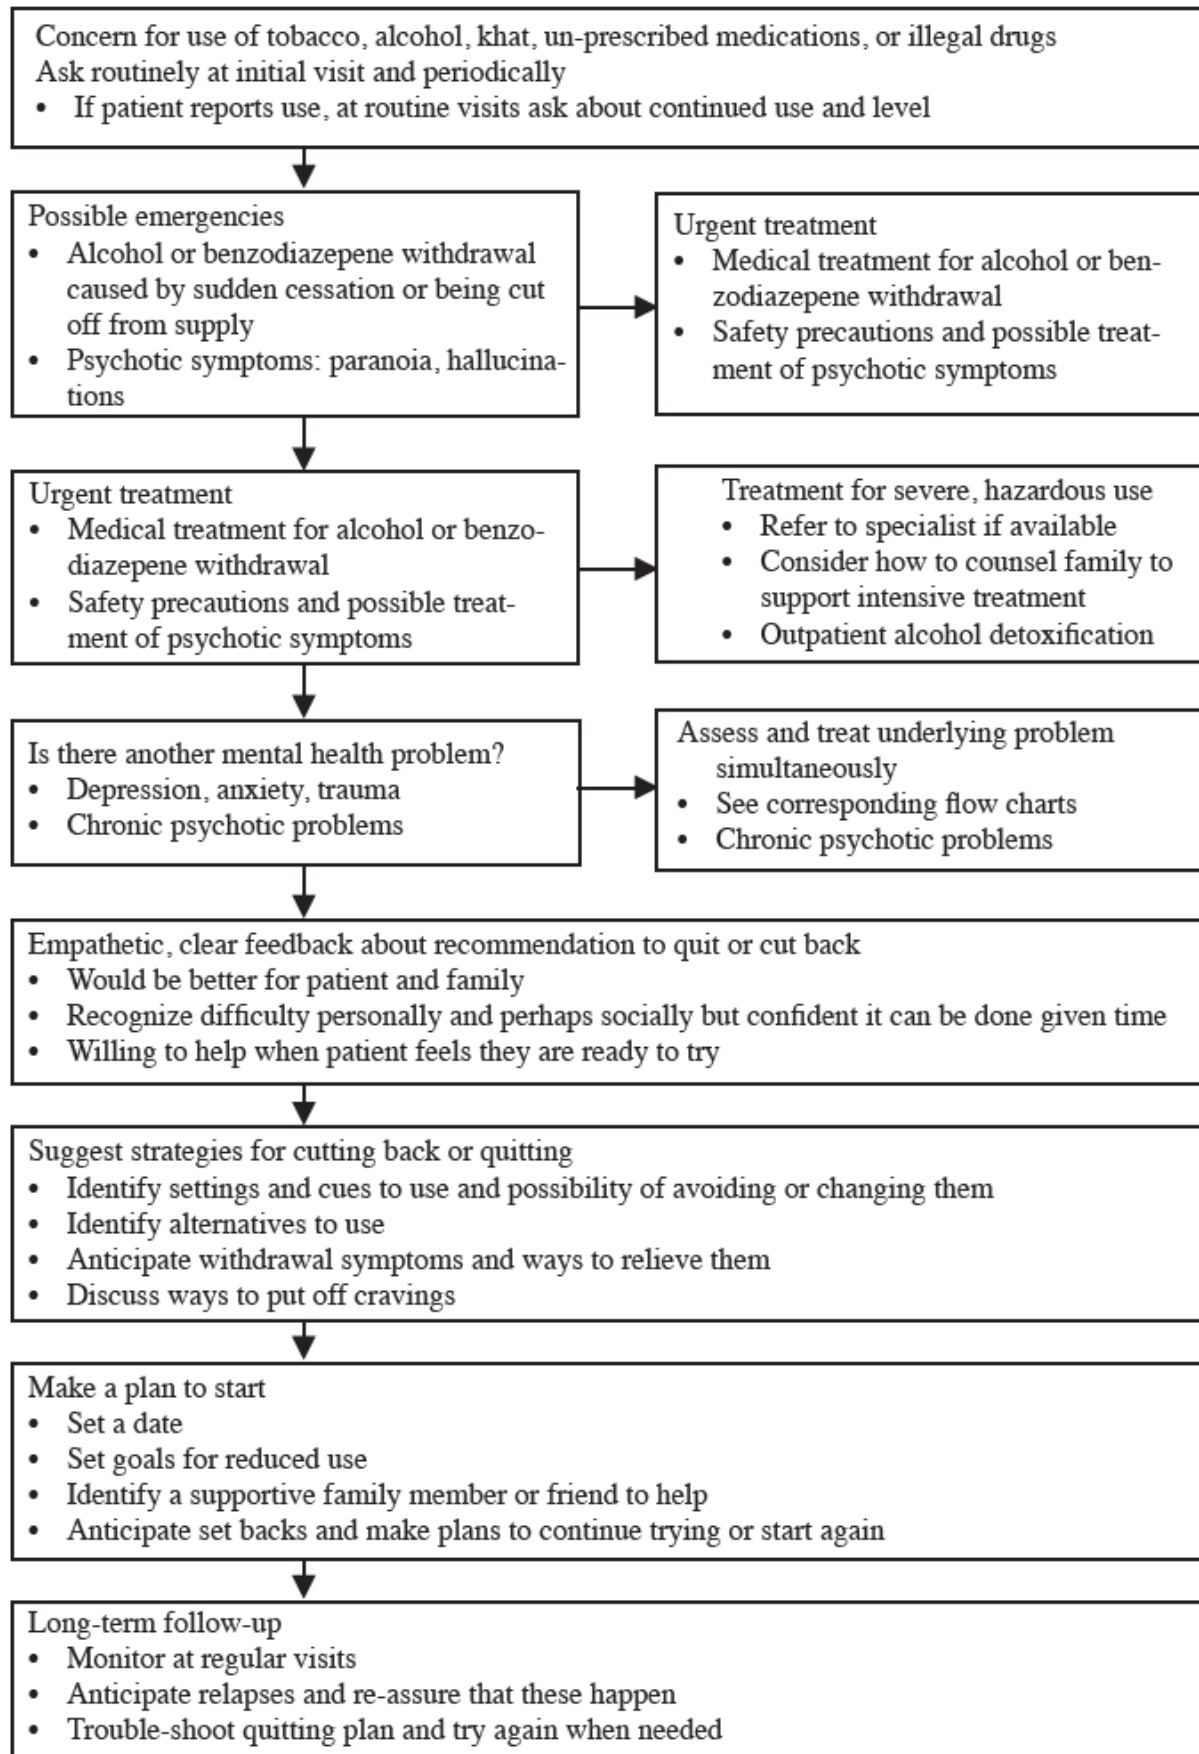 Concern for use of tobacco, alcohol, khat, un-prescribed medications, or illegal drugs
Ask routinely at initial visit and periodically
• If patient reports use, at routine visits ask about continued use and level
Possible emergencies
• Alcohol or benzodiazepene withdrawal
caused by sudden cessation or being cut
off from supply
• Psychotic symptoms: paranoia, hallucina-
tions
Urgent treatment
• Medical treatment for alcohol or ben-
zodiazepene withdrawal
• Safety precautions and possible treat-
ment of psychotic symptoms
Urgent treatment
• Medical treatment for alcohol or benzo-
diazepene withdrawal
• Safety precautions and possible treat-
ment of psychotic symptoms
Treatment for severe, hazardous use
• Refer to specialist if available
• Consider how to counsel family to
support intensive treatment
• Outpatient alcohol detoxification
Is there another mental health problem?
• Depression, anxiety, trauma
• Chronic psychotic problems
Assess and treat underlying problem
simultaneously
• See corresponding flow charts
• Chronic psychotic problems
Empathetic, clear feedback about recommendation to quit or cut back
• Would be better for patient and family
• Recognize difficulty personally and perhaps socially but confident it can be done given time
• Willing to help when patient feels they are ready to try
Suggest strategies for cutting back or quitting
• Identify settings and cues to use and possibility of avoiding or changing them
• Identify alternatives to use
• Anticipate withdrawal symptoms and ways to relieve them
• Discuss ways to put off cravings
Make a plan to start
• Set a date
• Set goals for reduced use
• Identify a supportive family member or friend to help
• Anticipate set backs and make plans to continue trying or start again
Long-term follow-up
• Monitor at regular visits
• Anticipate relapses and re-assure that these happen
• Trouble-shoot quitting plan and try again when needed